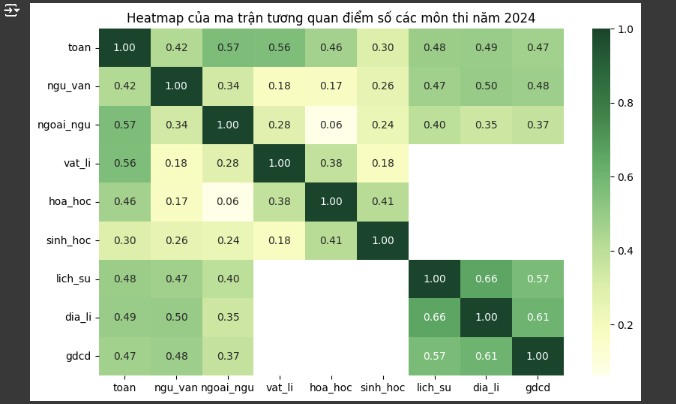 Heatmap của ma trận tương quan điểm số các môn thi năm 2024
toan 1.00 0.42 0.57 0.56 0.46 0.30 0.48 0.49 0.47
ngu_van 0.42 1.00 0.34 0.18 0.17 0.26 0.47 0.50 0.48
ngoai_ngu 0.57 0.34 1.00 0.28 0.06 0.24 0.40 0.35 0.37
vat_li 0.56 0.18 0.28 1.00 0.38 0.18
hoa_hoc 0.46 0.17 0.06 0.38 1.00 0.41
sinh_hoc 0.30 0.26 0.24 0.18 0.41 1.00
lich_su 0.48 0.47 0.40 1.00 0.66 0.57
dia_li 0.49 0.50 0.35 0.66 1.00 0.61
gdcd 0.47 0.48 0.37 0.57 0.61 1.00
toan ngu_van ngoai_ngu vat_li hoa_hoc sinh_hoc lich_su dia_li gdcd
1.0
0.8
0.6
0.4
0.2